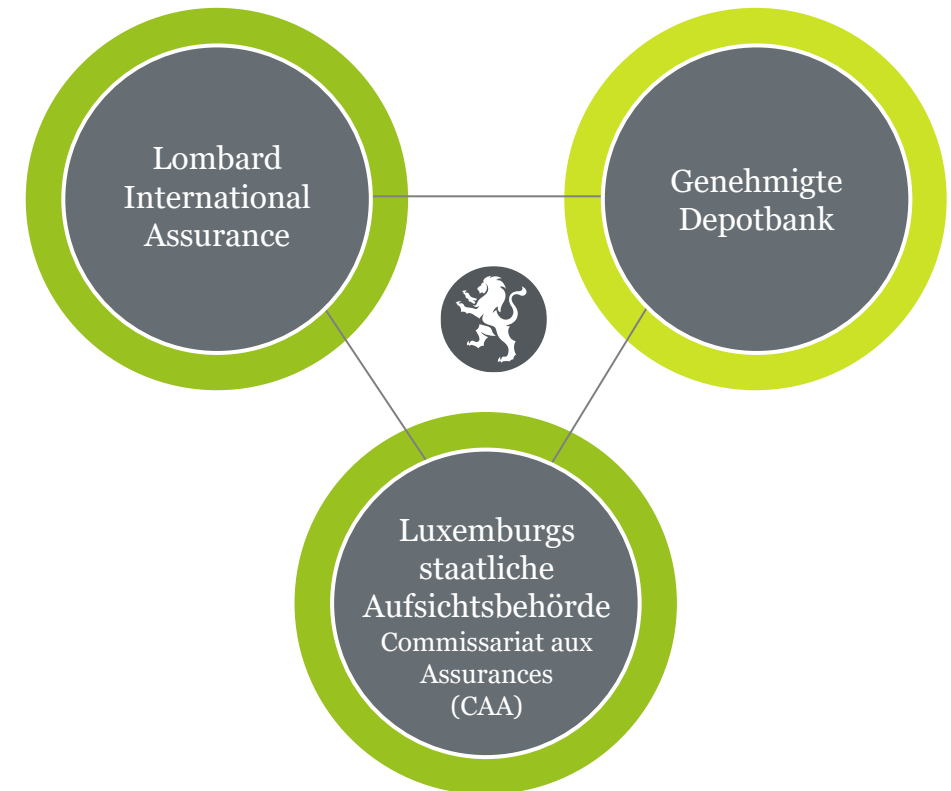 Lombard
International
Assurance
Genehmigte
Depotbank
Luxemburgs
staatliche
Aufsichtsbehörde
Commissariat aux
Assurances
(CAA)